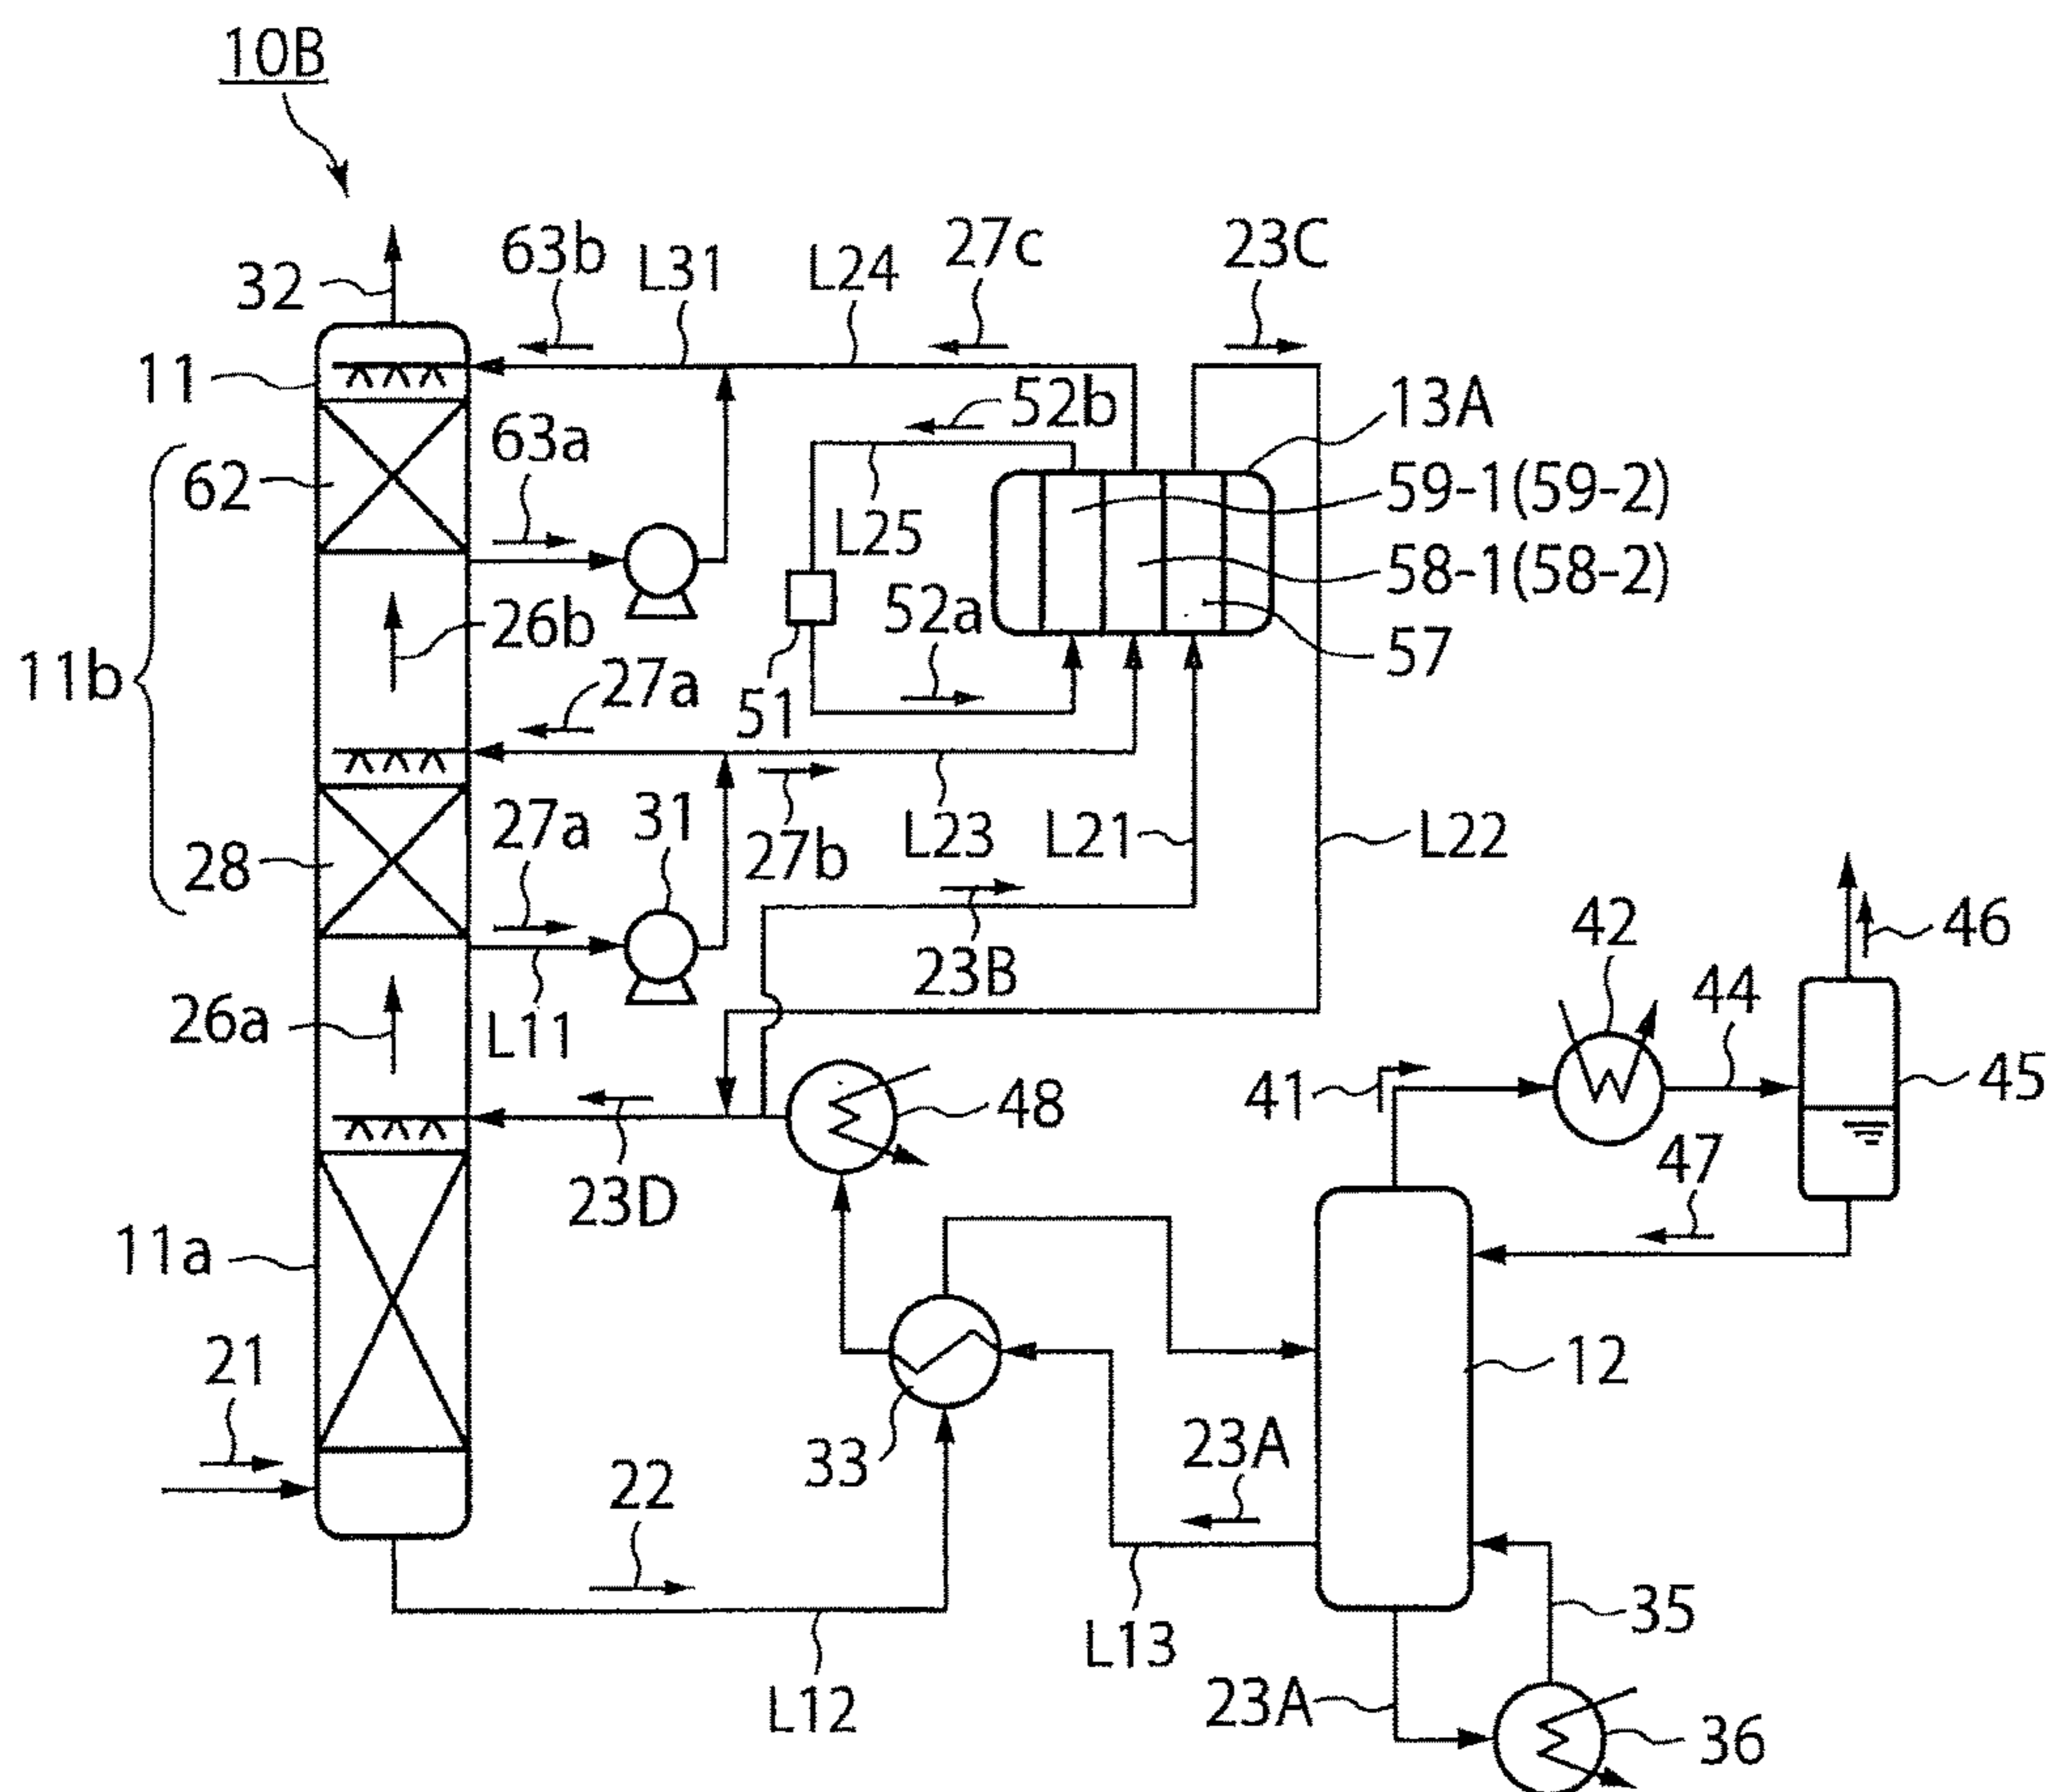 10B
32
63b
L31
L24
27c
23C
11
52b
13A
63a
62
59-1(59-2)
L25
58-1(58-2)
52a
26b
57
11b
27a
51
27a
31
27b
L23
L21
L22
28
42
46
23B
44
26a
L11
41
48
45
47
23D
11a
21
12
33
23A
22
35
L13
L12
23A
36